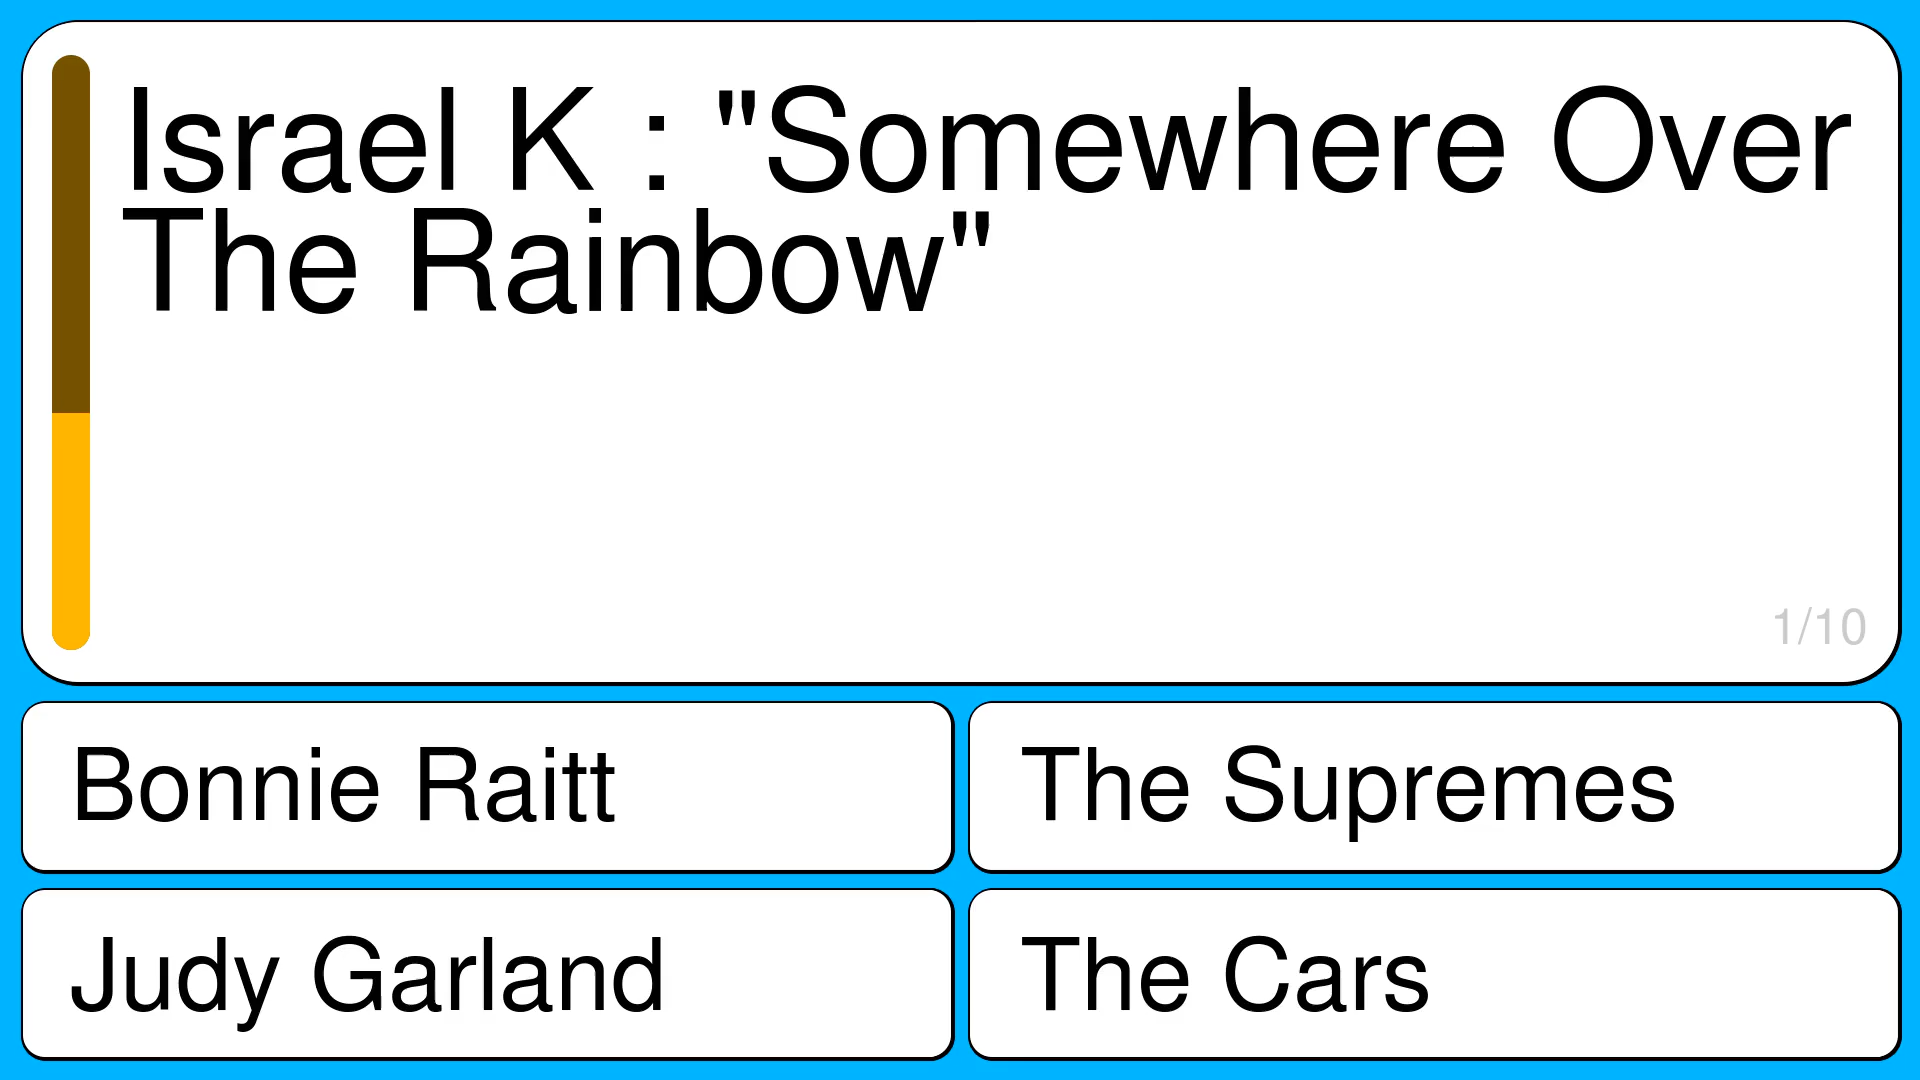 Israel K : "Somewhere Over
The Rainbow"
1/10
Bonnie Raitt
The Supremes
Judy Garland
The Cars